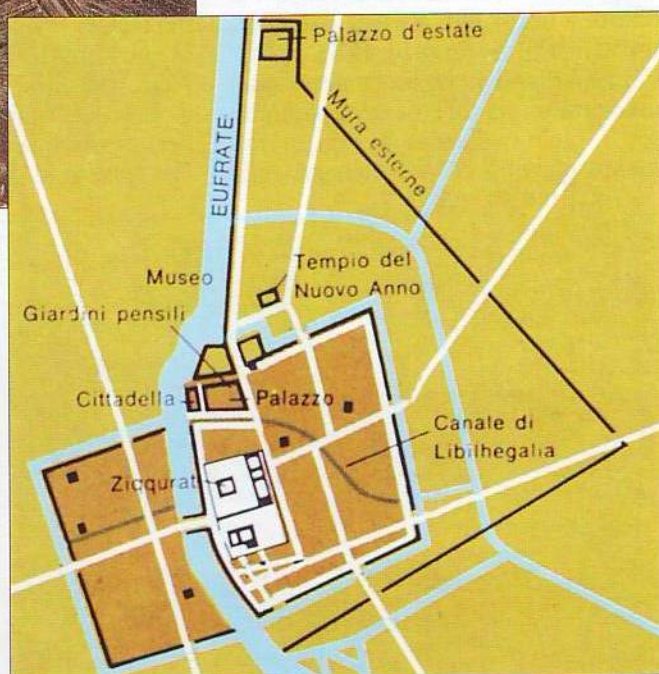 Palazzo d'estate
Mura esterne
EUFRATE
Museo
Tempio del
Nuovo Anno
Giardini pensili
Cittadella
Palazzo
Canale di
Libilhegalia
Ziqqurat